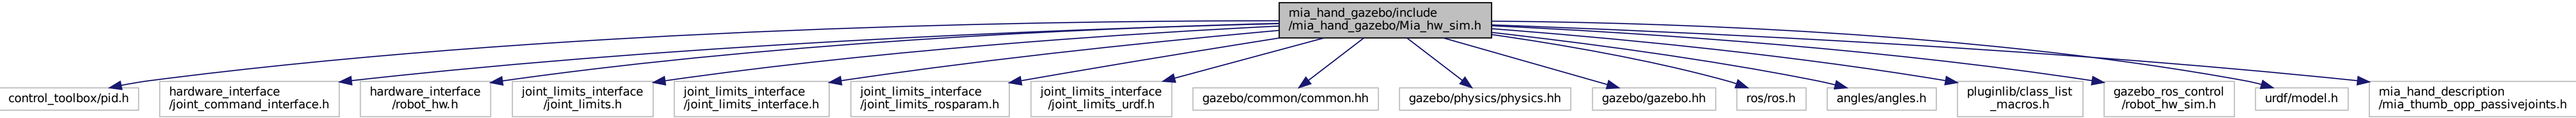 mia_hand_gazebo/include
/mia_hand_gazebo/Mia_hw_sim.h
control_toolbox/pid.h
hardware_interface
/joint_command_interface.h
hardware_interface
/robot_hw.h
joint_limits_interface
/joint_limits.h
joint_limits_interface
/joint_limits_interface.h
joint_limits_interface
/joint_limits_rosparam.h
joint_limits_interface
/joint_limits_urdf.h
gazebo/common/common.hh
gazebo/physics/physics.hh
gazebo/gazebo.hh
ros/ros.h
angles/angles.h
pluginlib/class_list
_macros.h
gazebo_ros_control
/robot_hw_sim.h
urdf/model.h
mia_hand_description
/mia_thumb_opp_passivejoints.h